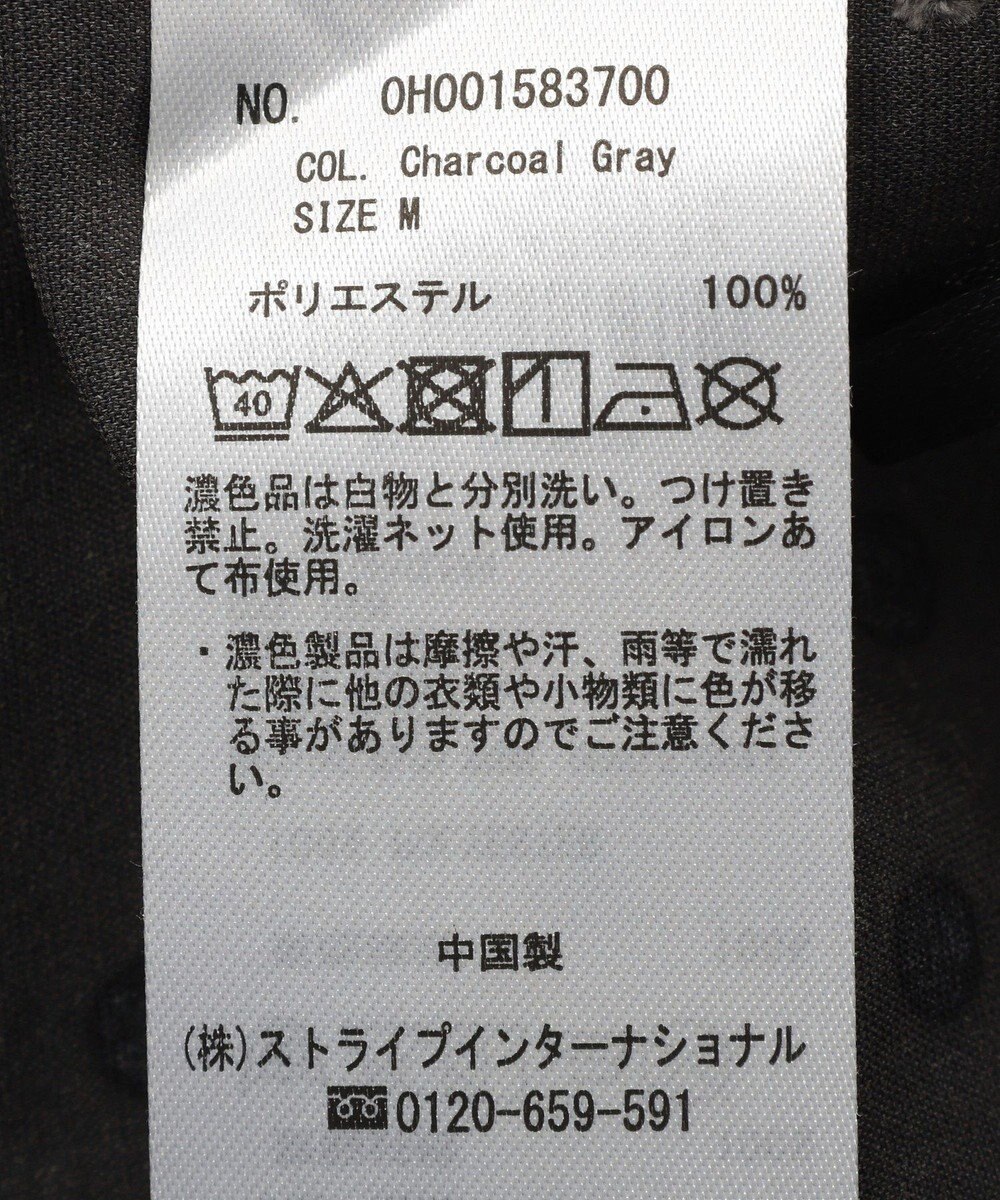 NO. 0H001583700
COL. Charcoal Gray
SIZE M
ポリエステル 100%
40
濃色品は白物と分別洗い。つけ置き
禁止。洗濯ネット使用。アイロンあ
て布使用。
・濃色製品は摩擦や汗、雨等で濡れ
た際に他の衣類や小物類に色が移
る事がありますのでご注意くださ
い。
中国製
(株)ストライプインターナショナル
0120-659-591